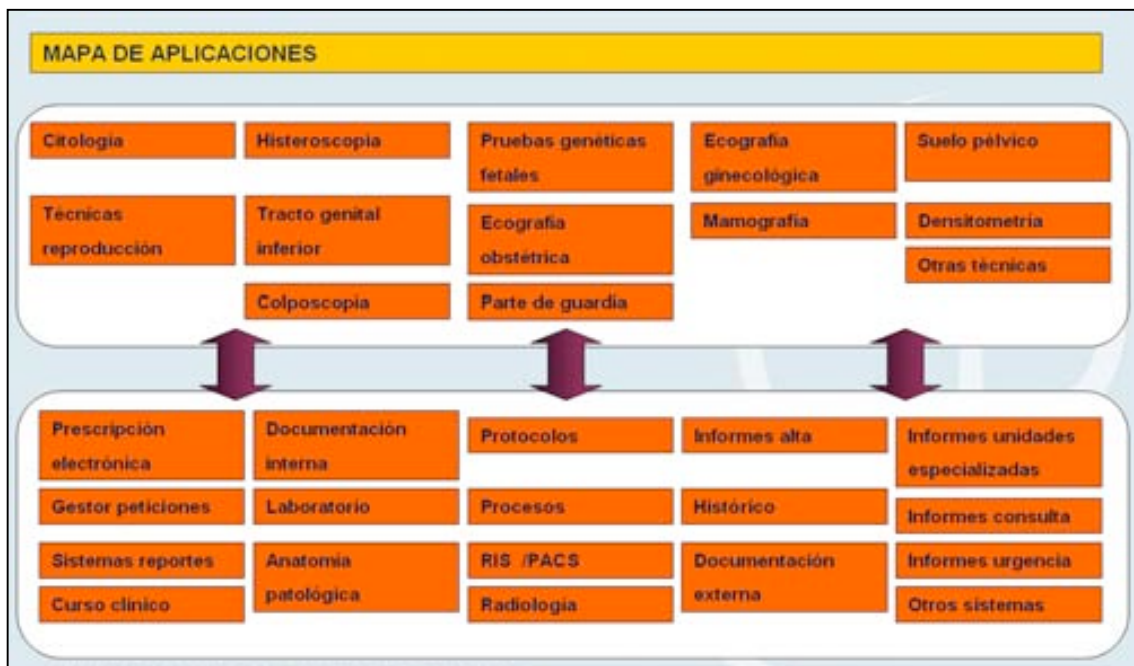 MAPA DE APLICACIONES
Citología
Histeroscopia
Pruebas genéticas
fetales
Ecografía
ginecológica
Suelo pélvico
Técnicas
reproducción
Tracto genital
inferior
Ecografía
obstétrica
Mamografía
Densitometría
Otras técnicas
Colposcopia
Parte de guardia
Prescripción
electrónica
Documentación
interna
Protocolos
Informes alta
Informes unidades
especializadas
Gestor peticiones
Laboratorio
Procesos
Histórico
Informes consulta
Sistemas reportes
Anatomía
patológica
RIS /PACS
Documentación
externa
Informes urgencia
Curso clínico
Radiología
Otros sistemas